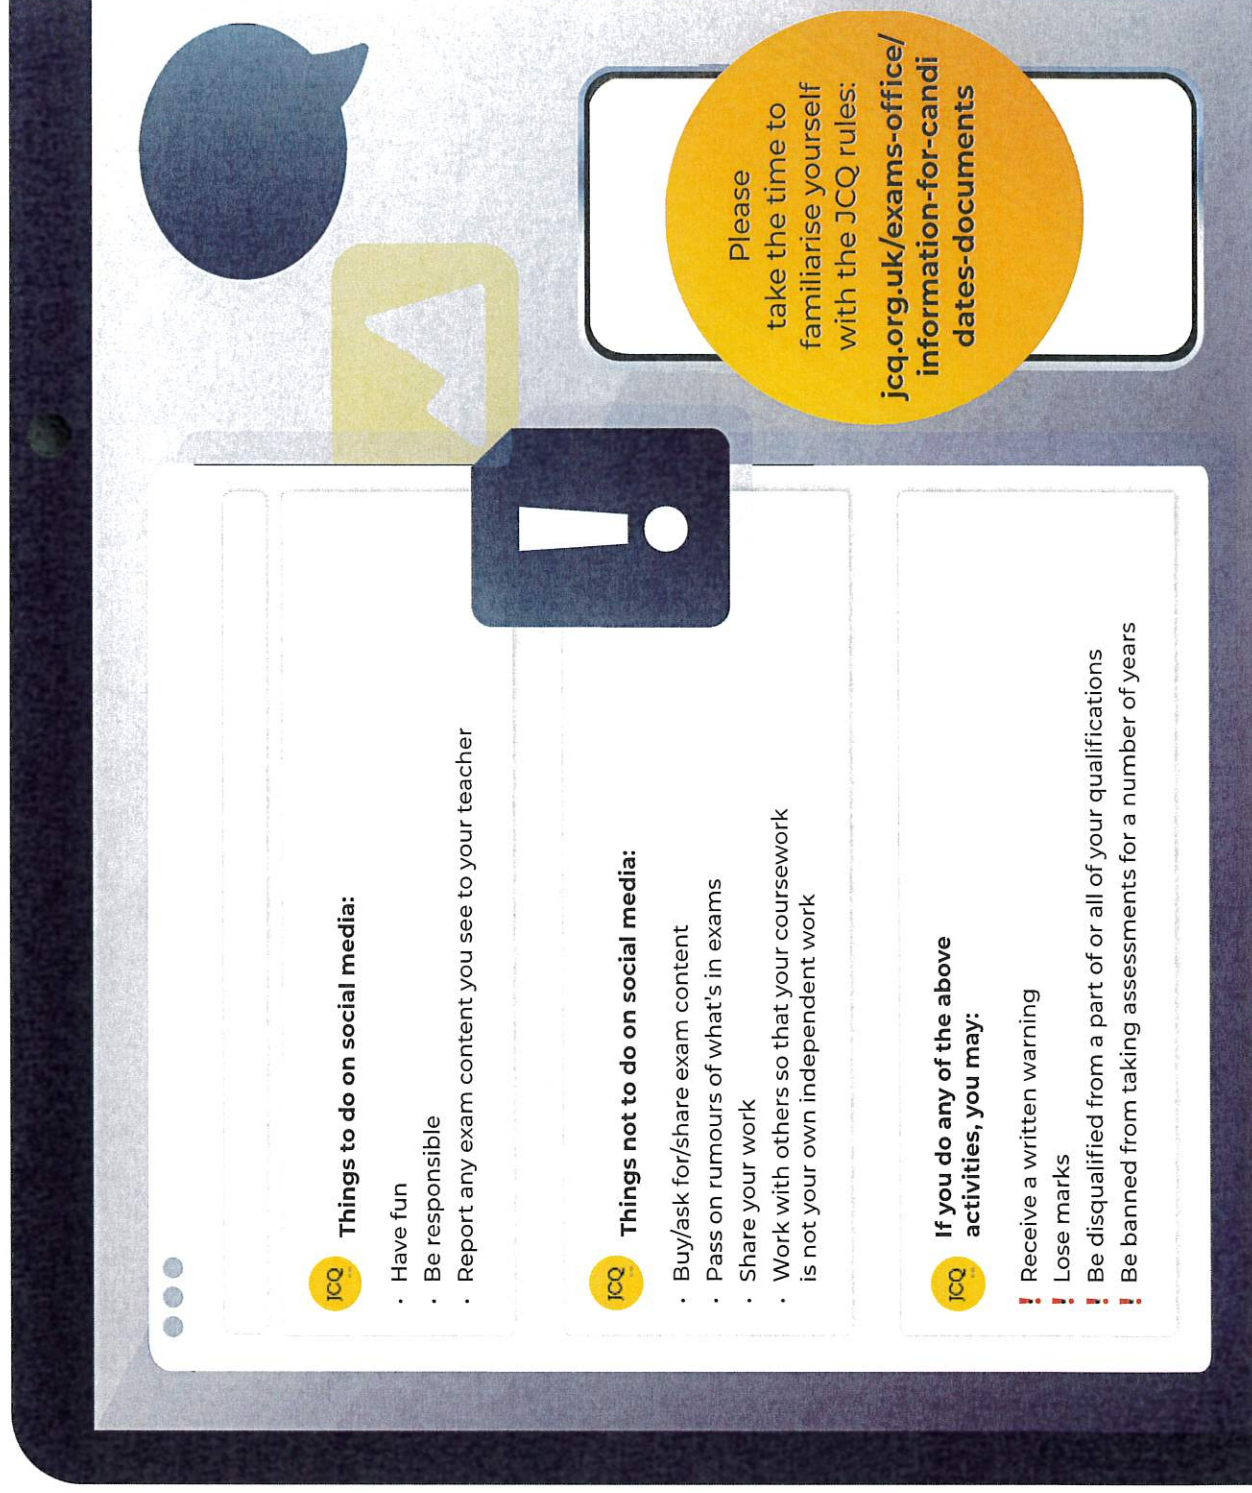 JCQ
Things to do on social media:
· Have fun
· Be responsible
· Report any exam content you see to your teacher
JCQ
Things not to do on social media:
· Buy/ask for/share exam content
· Pass on rumours of what's in exams
· Share your work
· Work with others so that your coursework
is not your own independent work
JCQ
If you do any of the above
activities, you may:
! Receive a written warning
! Lose marks
! Be disqualified from a part of or all of your qualifications
! Be banned from taking assessments for a number of years
!
Please
take the time to
familiarise yourself
with the JCQ rules:
jcq.org.uk/exams-office/
information-for-candi
dates-documents